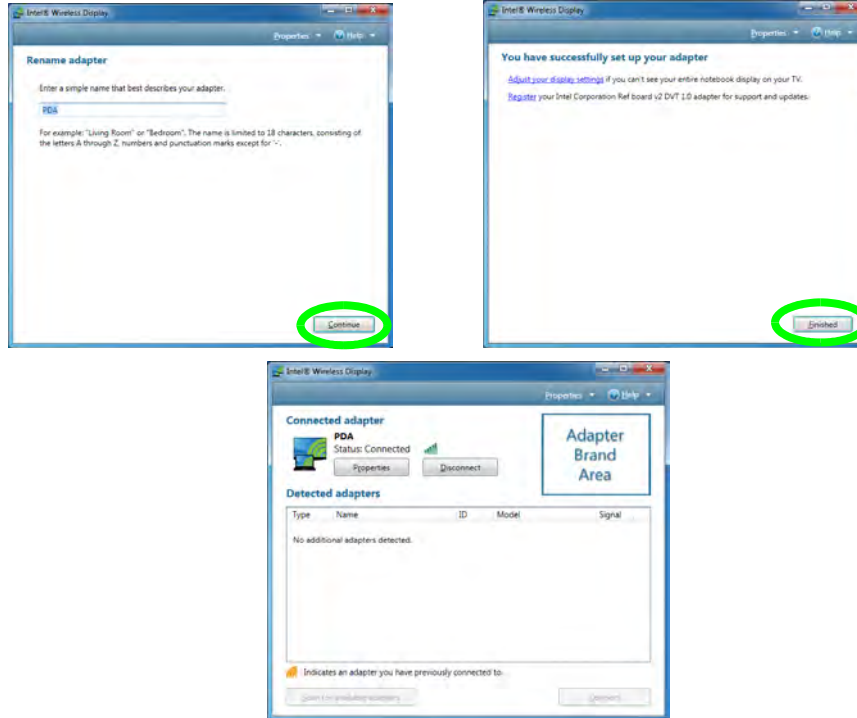 Intel® Wireless Display
Properties Help
Rename adapter
Enter a simple name that best describes your adapter.
PDA
For example: "Living Room" or "Bedroom". The name is limited to 18 characters, consisting of
the letters A through Z, numbers and punctuation marks except for '-'.
Continue
Intel® Wireless Display
Properties Help
You have successfully set up your adapter
Adjust your display settings if you can't see your entire notebook display on your TV.
Register your Intel Corporation Ref board v2 DVT 1.0 adapter for support and updates.
Finished
Intel® Wireless Display
Properties Help
Connected adapter
PDA
Status: Connected
Properties Disconnect
Adapter
Brand
Area
Detected adapters
Type Name ID Model Signal
No additional adapters detected.
Indicates an adapter you have previously connected to.
Scan for available adapters Connect